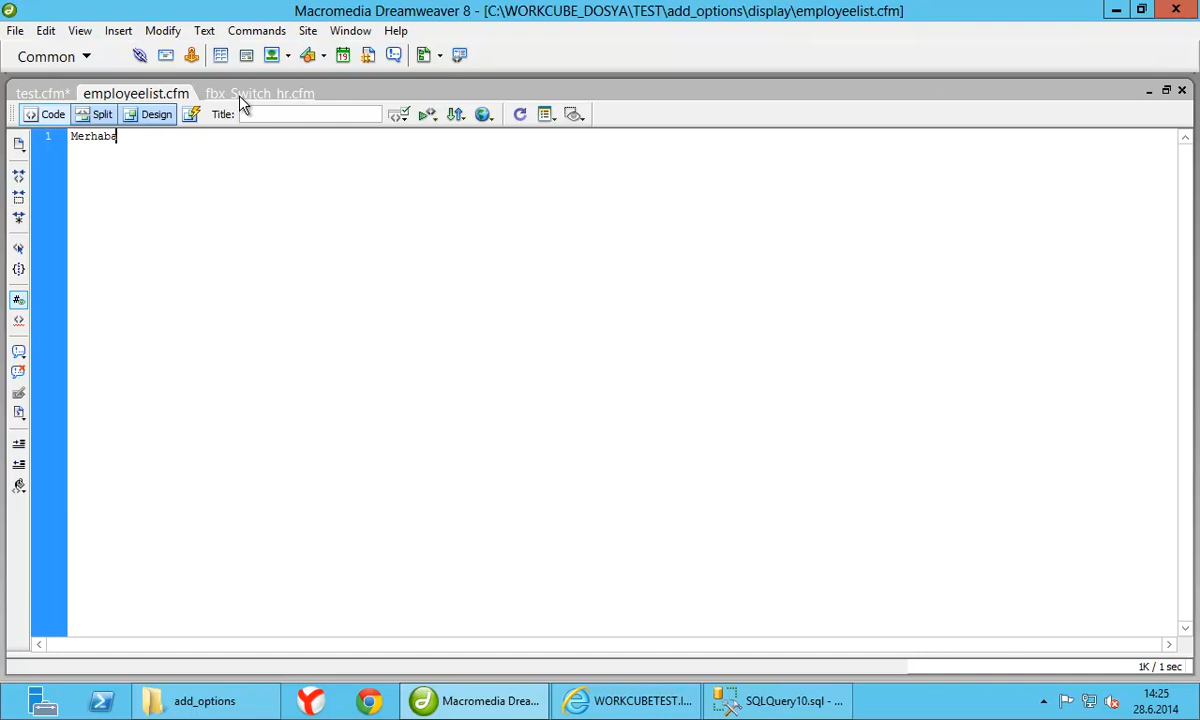 Macromedia Dreamweaver 8 - [C:\WORKCUBE_DOSYA\TEST\add_options\display\employeelist.cfm]
File Edit View Insert Modify Text Commands Site Window Help
Common
test.cfm* employeelist.cfm fbx_Switch_hr.cfm
Code Split Design Title:
1 Merhaba
1K / 1 sec
add_options Macromedia Drea... WORKCUBETEST.I... SQLQuery10.sql - ...
14:25
28.6.2014